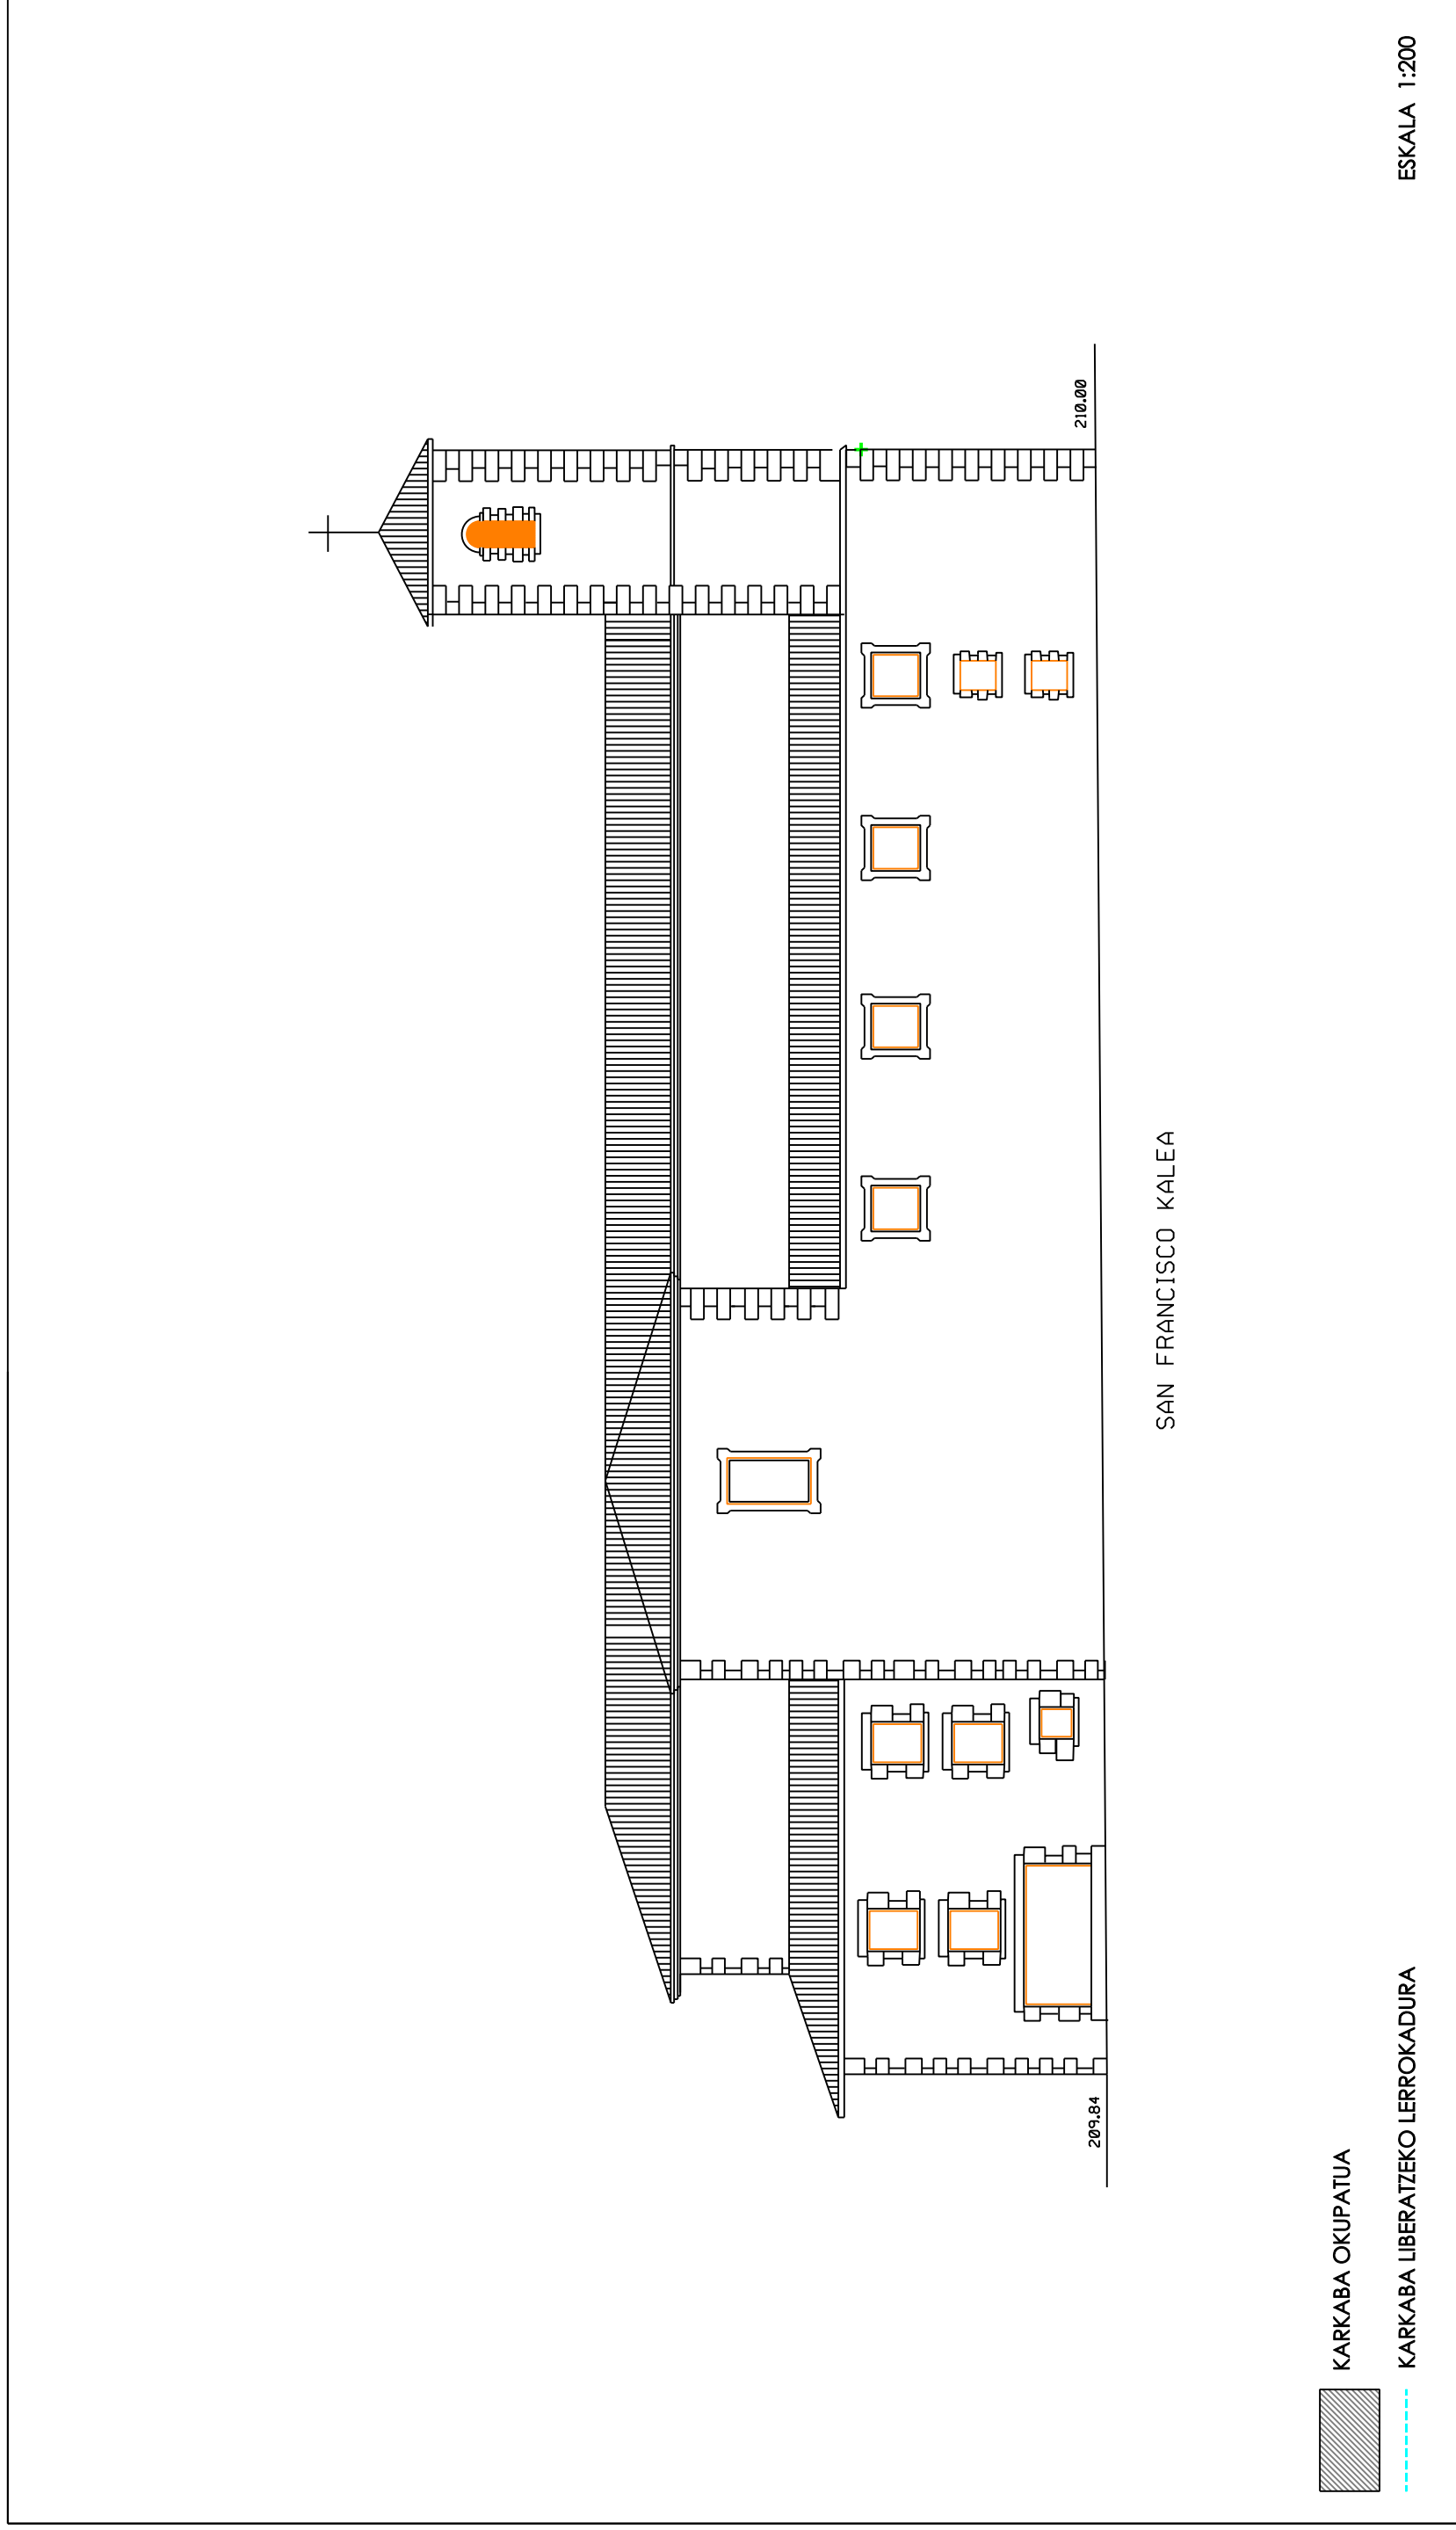 209.84
210.00
SAN FRANCISCO KALEA
KARKABA OKUPATUA
KARKABA LIBERATZEKO LERROKADURA
ESKALA 1:200